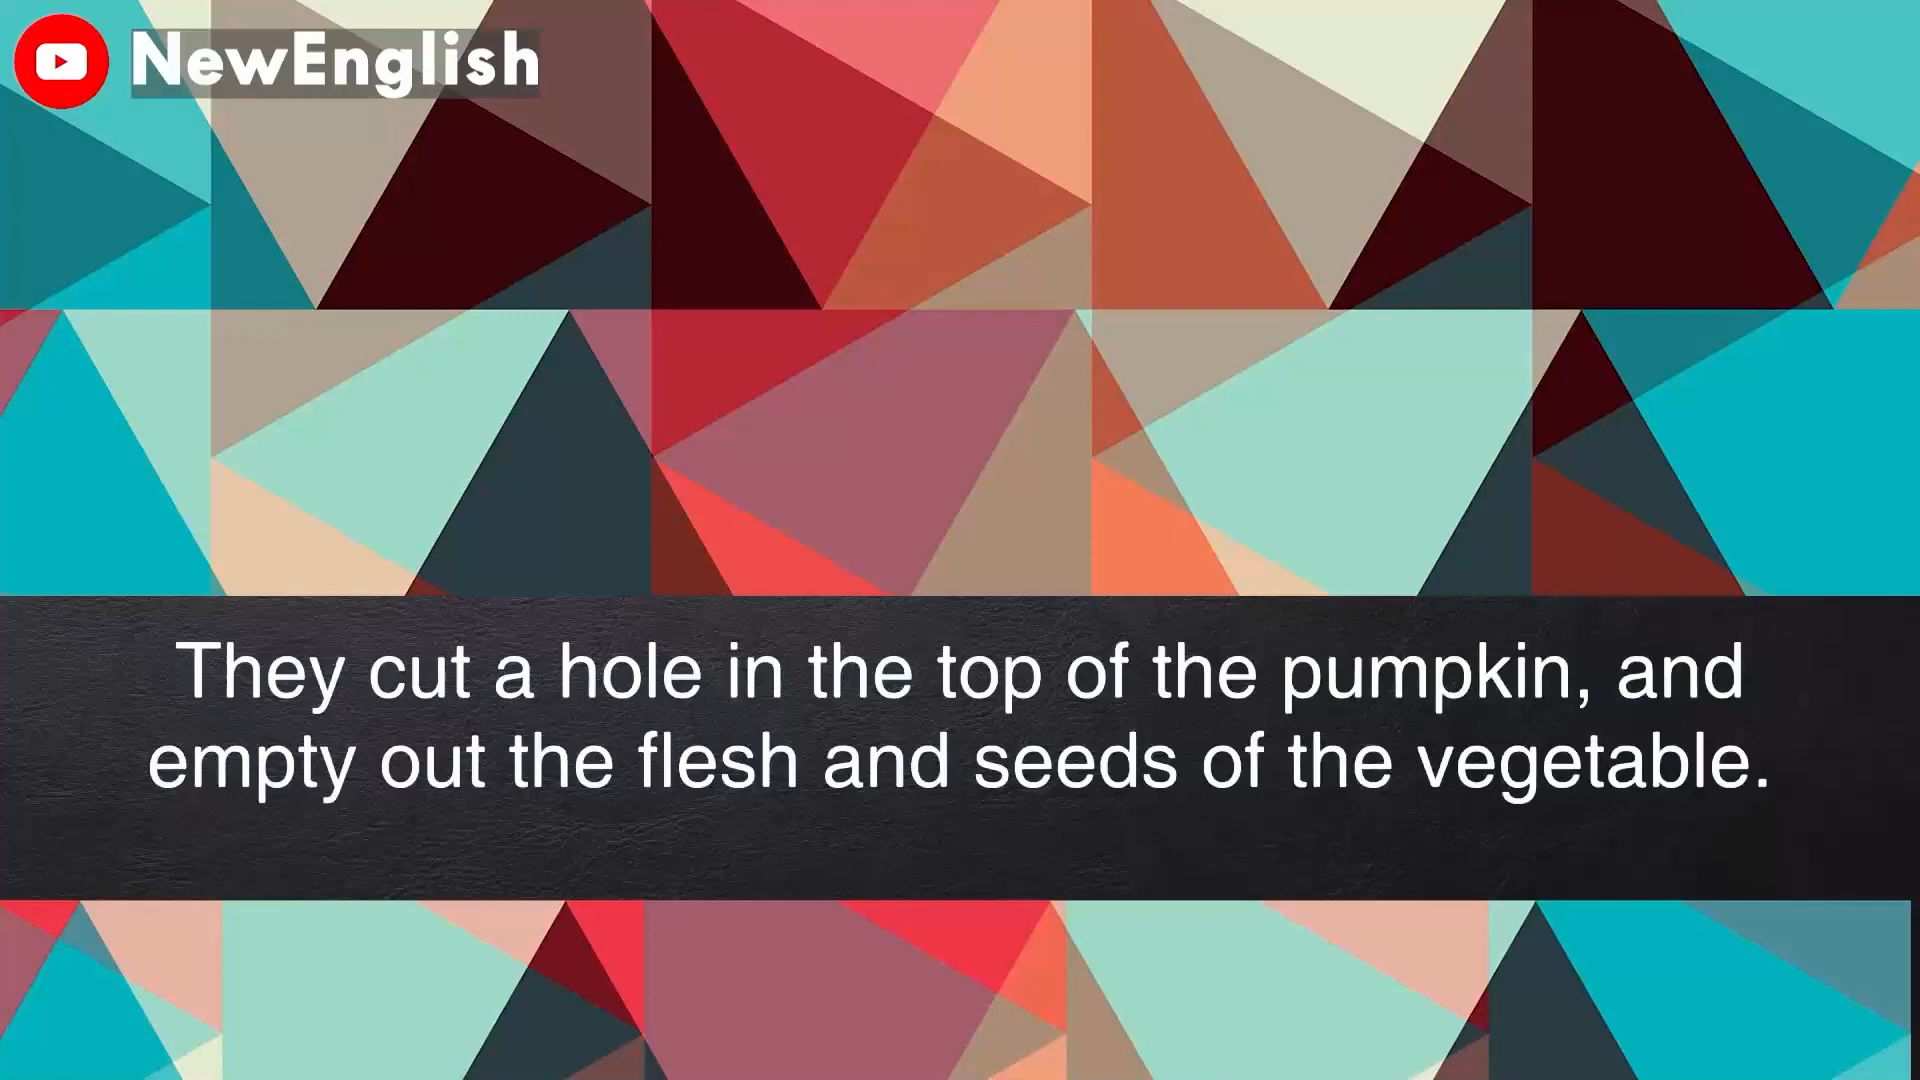 NewEnglish
They cut a hole in the top of the pumpkin, and
empty out the flesh and seeds of the vegetable.